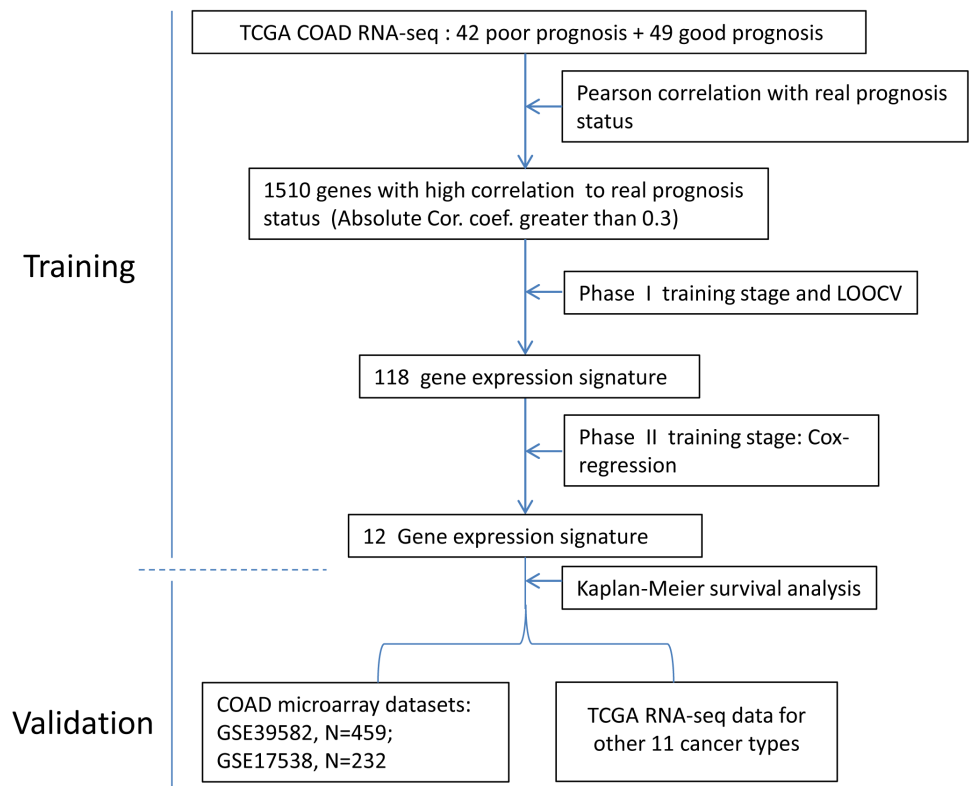 TCGA COAD RNA-seq : 42 poor prognosis + 49 good prognosis
Pearson correlation with real prognosis
status
1510 genes with high correlation to real prognosis
status (Absolute Cor. coef. greater than 0.3)
Training
Phase I training stage and LOOCV
118 gene expression signature
Phase II training stage: Cox-
regression
12 Gene expression signature
Kaplan-Meier survival analysis
Validation
COAD microarray datasets:
GSE39582, N=459;
GSE17538, N=232
TCGA RNA-seq data for
other 11 cancer types